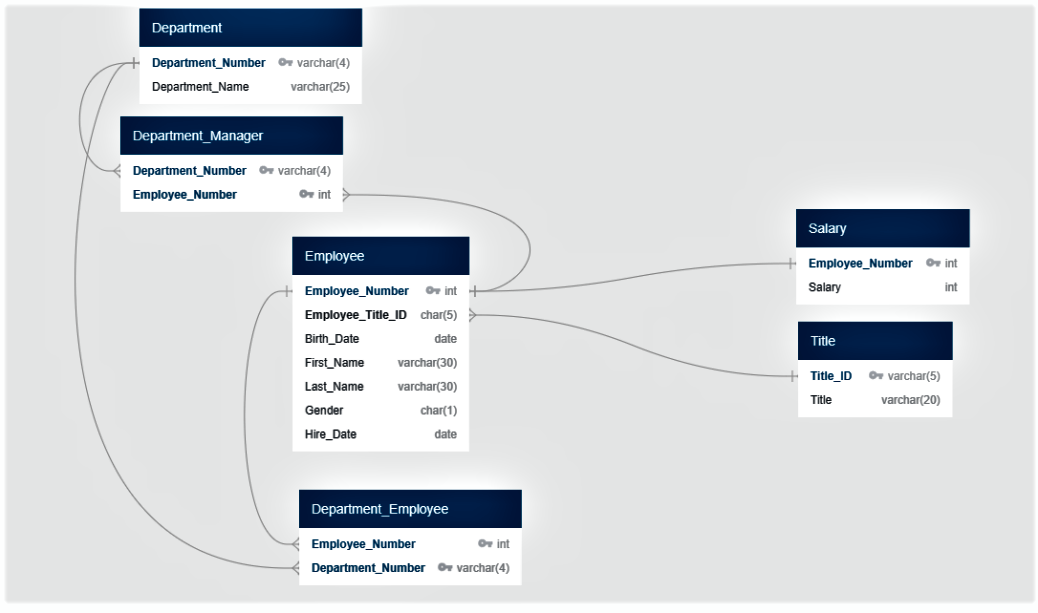 Department
Department_Number varchar(4)
Department_Name varchar(25)
Department_Manager
Department_Number varchar(4)
Employee_Number int
Employee
Employee_Number int
Employee_Title_ID char(5)
Birth_Date date
First_Name varchar(30)
Last_Name varchar(30)
Gender char(1)
Hire_Date date
Salary
Employee_Number int
Salary int
Title
Title_ID varchar(5)
Title varchar(20)
Department_Employee
Employee_Number int
Department_Number varchar(4)